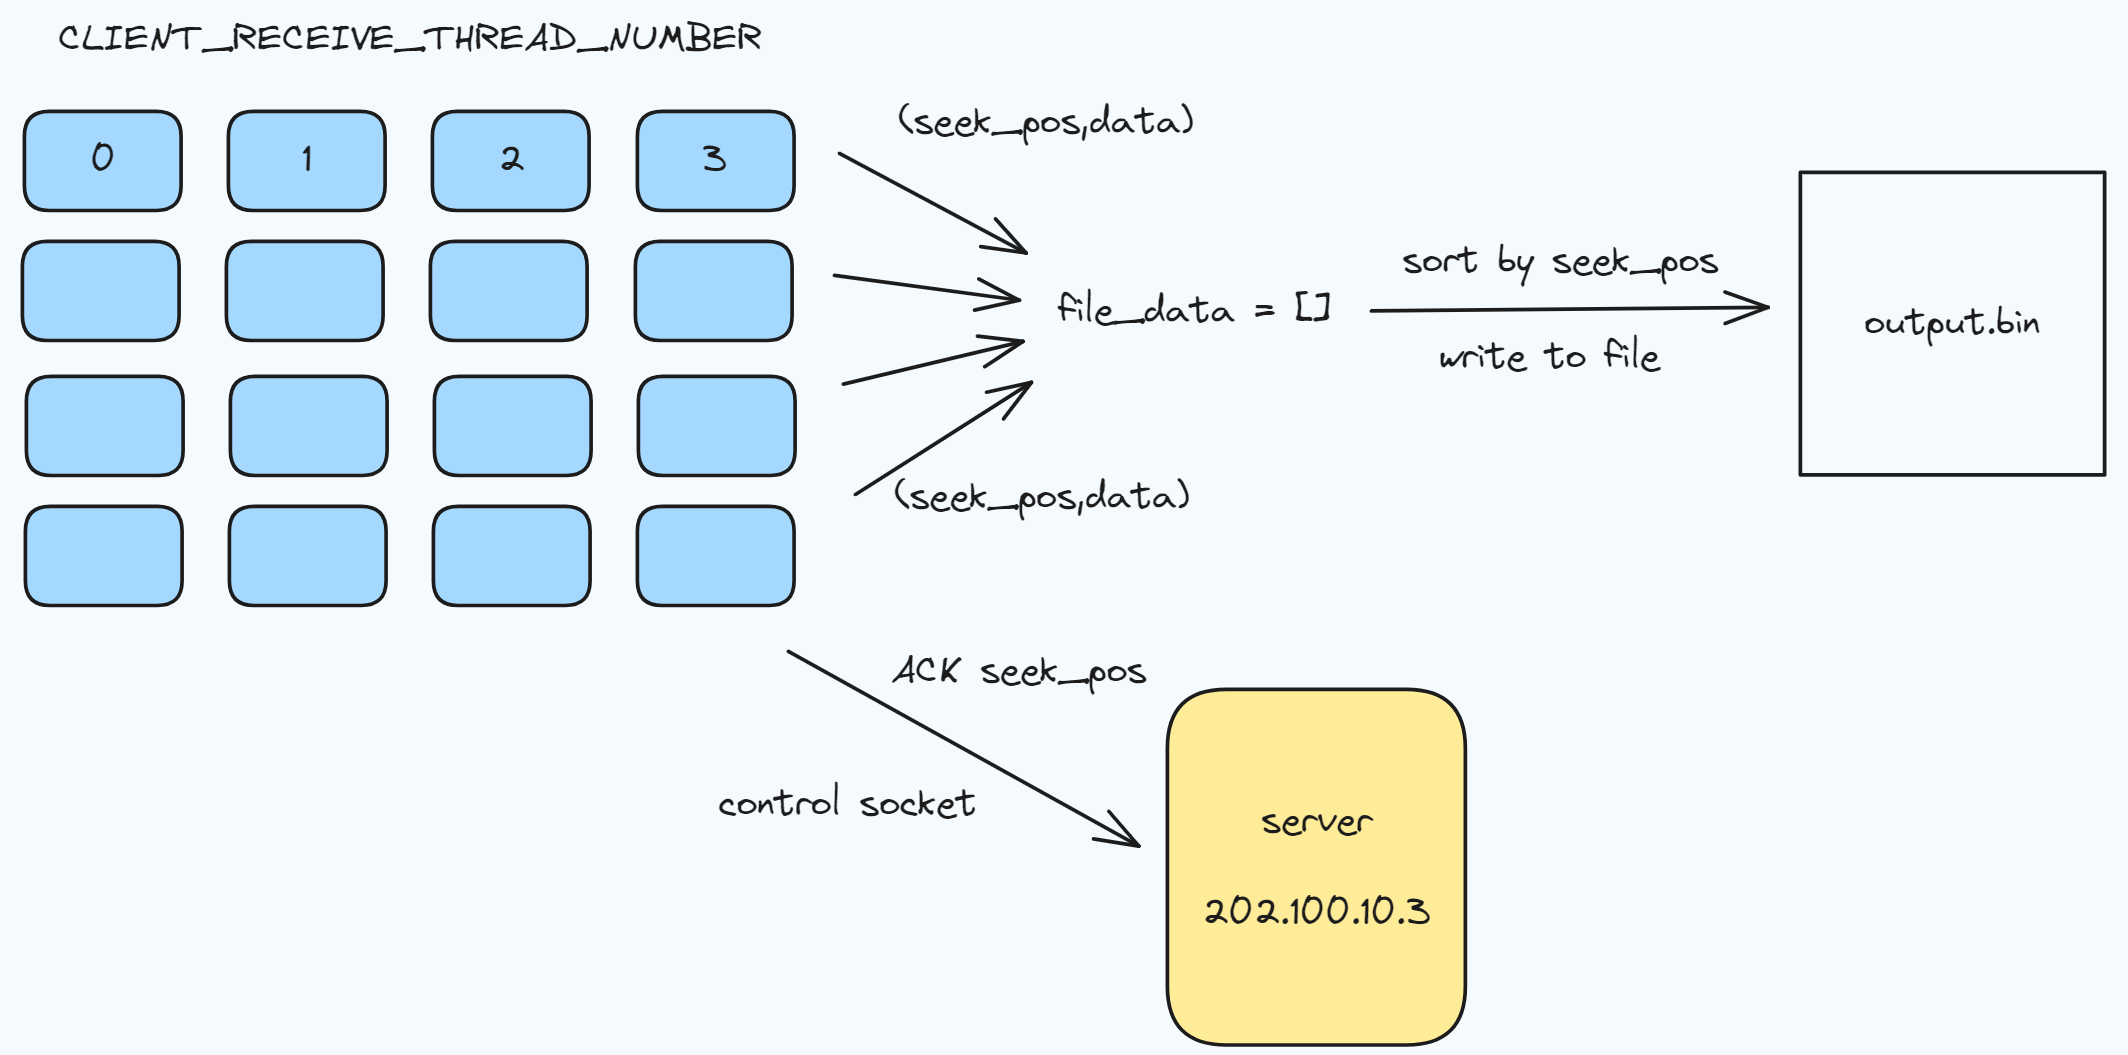 CLIENT_RECEIVE_THREAD_NUMBER
0
1
2
3
(seek_pos,data)
file_data = []
sort by seek_pos
write to file
output.bin
(seek_pos,data)
ACK seek_pos
control socket
server
202.100.10.3